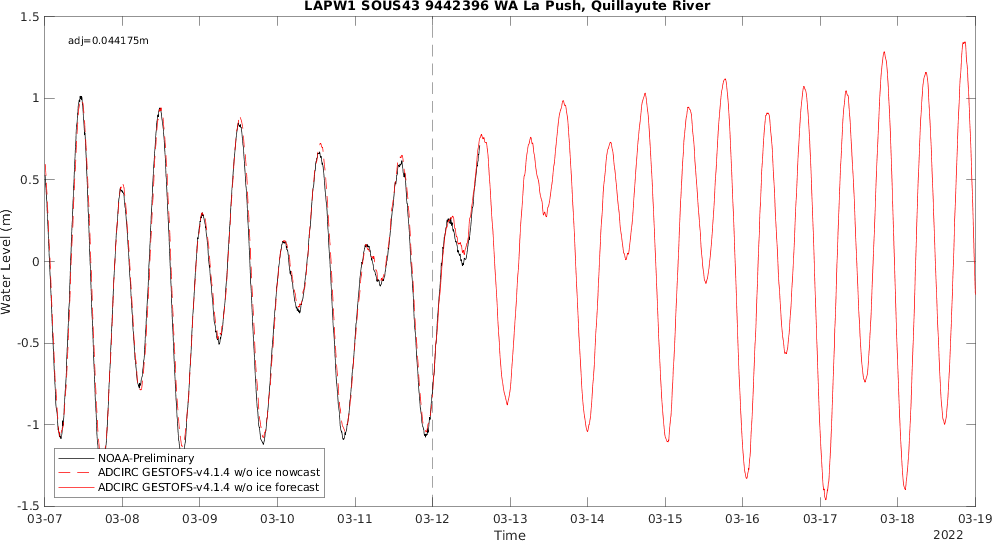 LAPW1 SOUS43 9442396 WA La Push, Quillayute River
adj=0.044175m
Water Level (m)
1.5
1
0.5
0
-0.5
-1
-1.5
NOAA-Preliminary
ADCIRC GESTOFS-v4.1.4 w/o ice nowcast
ADCIRC GESTOFS-v4.1.4 w/o ice forecast
03-07 03-08 03-09 03-10 03-11 03-12 03-13 03-14 03-15 03-16 03-17 03-18 03-19
Time
2022